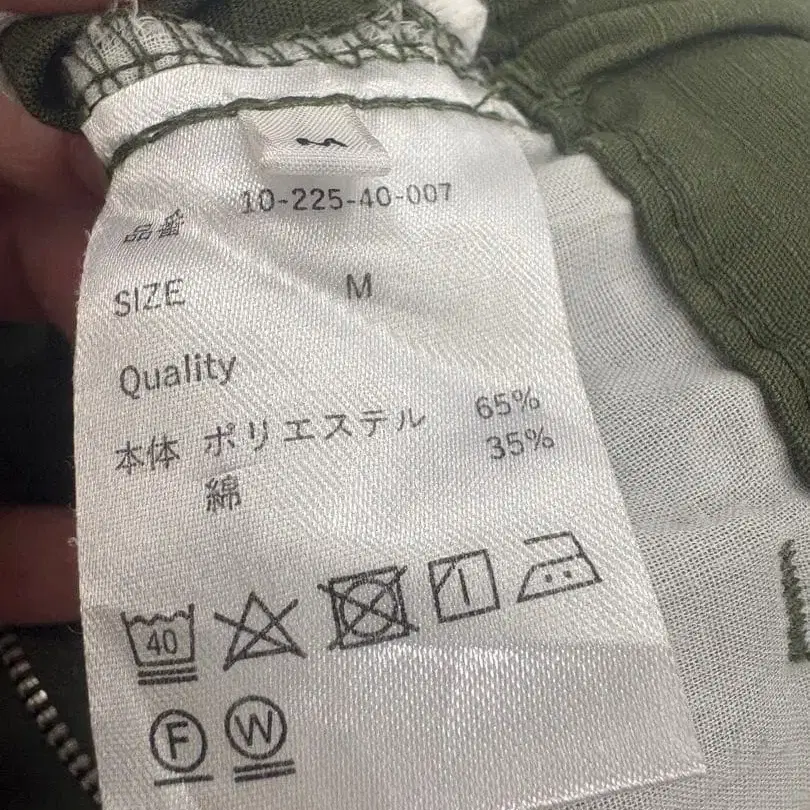 品番 10-225-40-007
SIZE M
Quality
本体 ポリエステル 65%
綿 35%
40
F W